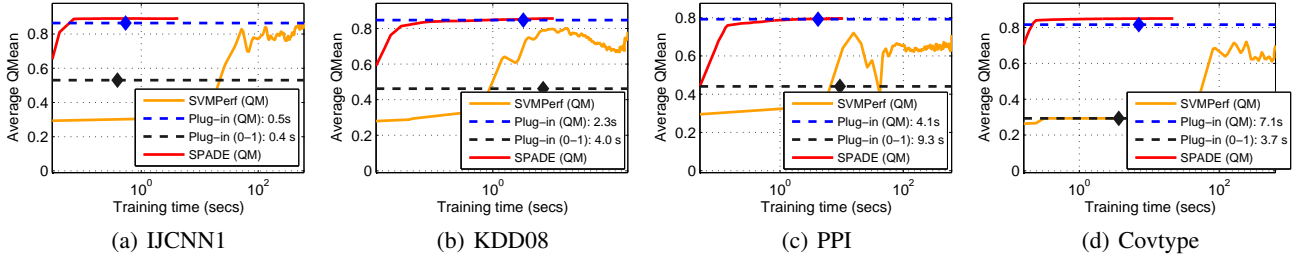 Average QMean
0.8
0.6
0.4
0.2
0
10^0
10^2
Training time (secs)
SVMPerf (QM)
Plug−in (QM): 0.5s
Plug−in (0−1): 0.4 s
SPADE (QM)
(a) IJCNN1
Average QMean
0.8
0.6
0.4
0.2
0
10^0
Training time (secs)
SVMPerf (QM)
Plug−in (QM): 2.3s
Plug−in (0−1): 4.0 s
SPADE (QM)
(b) KDD08
Average QMean
0.8
0.6
0.4
0.2
0
10^0
10^2
Training time (secs)
SVMPerf (QM)
Plug−in (QM): 4.1s
Plug−in (0−1): 9.3 s
SPADE (QM)
(c) PPI
Average QMean
0.8
0.6
0.4
0.2
0
10^0
10^2
Training time (secs)
SVMPerf (QM)
Plug−in (QM): 7.1s
Plug−in (0−1): 3.7 s
SPADE (QM)
(d) Covtype